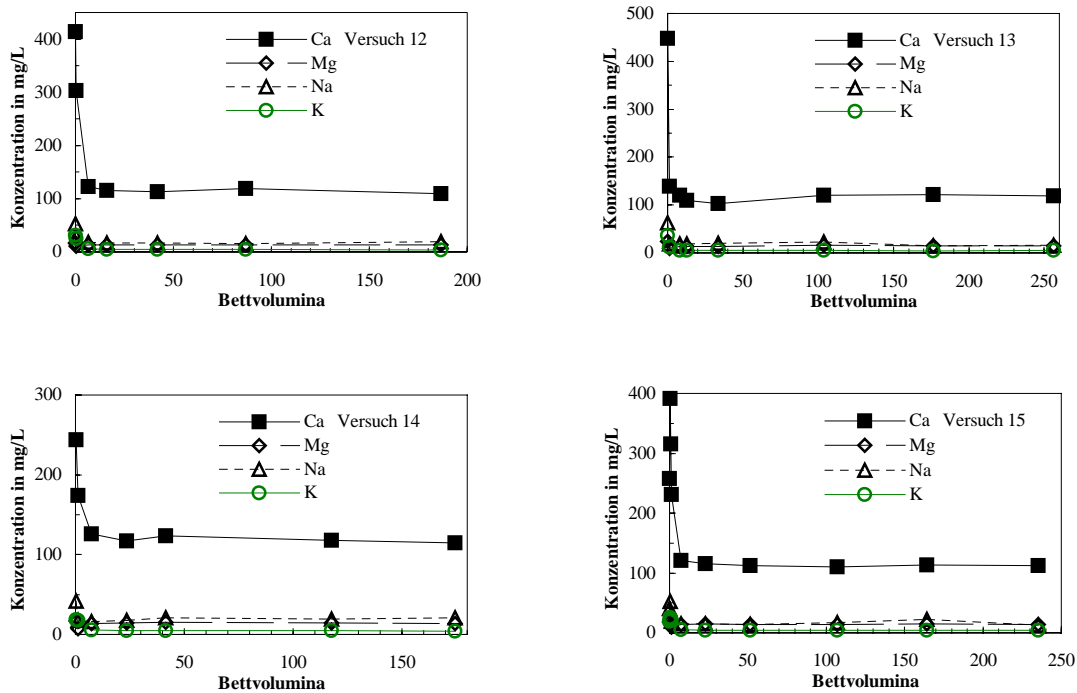 Konzentration in mg/L
400
300
200
100
0
0 50 100 150 200
Bettvolumina
Ca Versuch 12
Mg
Na
K
Konzentration in mg/L
500
400
300
200
100
0
0 50 100 150 200 250
Bettvolumina
Ca Versuch 13
Mg
Na
K
Konzentration in mg/L
300
200
100
0
0 50 100 150
Bettvolumina
Ca Versuch 14
Mg
Na
K
Konzentration in mg/L
400
300
200
100
0
0 50 100 150 200 250
Bettvolumina
Ca Versuch 15
Mg
Na
K